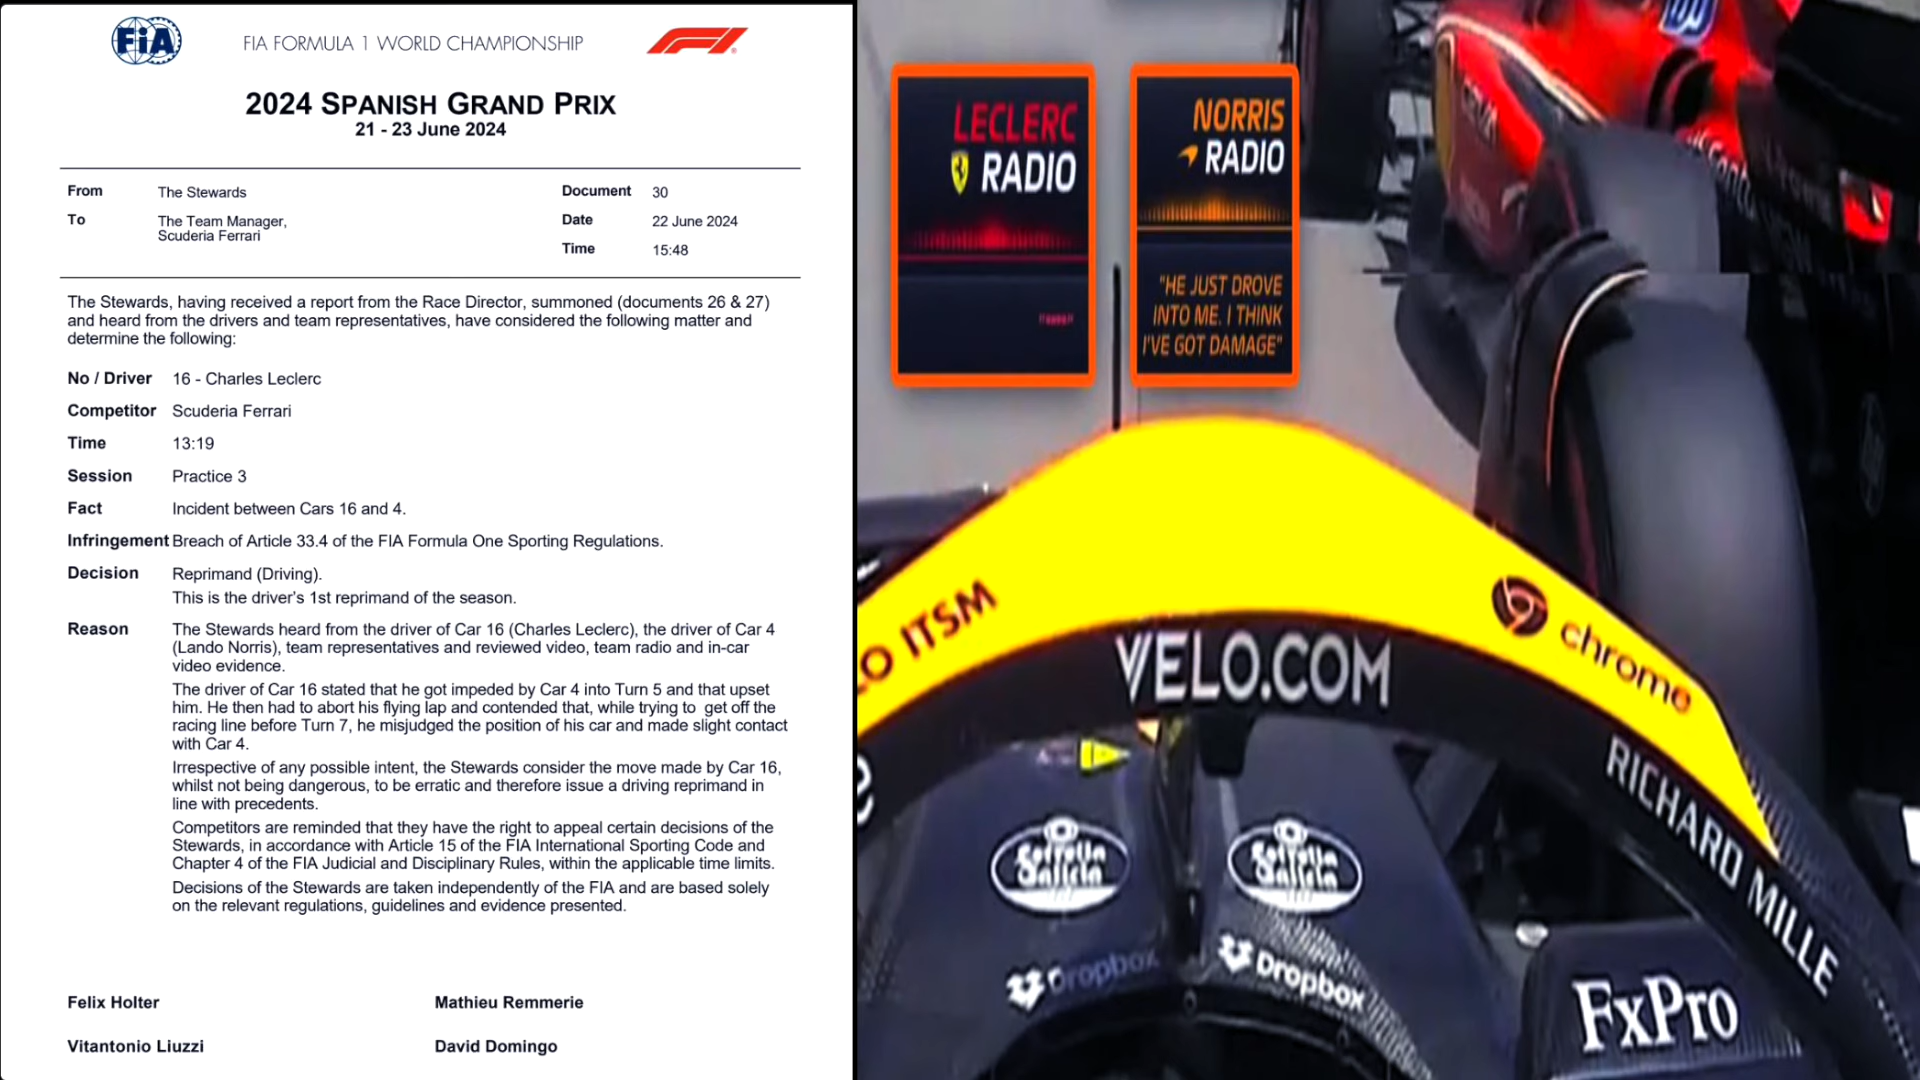 FIA
FIA FORMULA 1 WORLD CHAMPIONSHIP
2024 SPANISH GRAND PRIX
21 - 23 June 2024
From The Stewards
Document 30
To The Team Manager,
Scuderia Ferrari
Date 22 June 2024
Time 15:48
The Stewards, having received a report from the Race Director, summoned (documents 26 & 27)
and heard from the drivers and team representatives, have considered the following matter and
determine the following:
No / Driver 16 - Charles Leclerc
Competitor Scuderia Ferrari
Time 13:19
Session Practice 3
Fact Incident between Cars 16 and 4.
Infringement Breach of Article 33.4 of the FIA Formula One Sporting Regulations.
Decision Reprimand (Driving).
This is the driver's 1st reprimand of the season.
Reason The Stewards heard from the driver of Car 16 (Charles Leclerc), the driver of Car 4
(Lando Norris), team representatives and reviewed video, team radio and in-car
video evidence.
The driver of Car 16 stated that he got impeded by Car 4 into Turn 5 and that upset
him. He then had to abort his flying lap and contended that, while trying to get off the
racing line before Turn 7, he misjudged the position of his car and made slight contact
with Car 4.
Irrespective of any possible intent, the Stewards consider the move made by Car 16,
whilst not being dangerous, to be erratic and therefore issue a driving reprimand in
line with precedents.
Competitors are reminded that they have the right to appeal certain decisions of the
Stewards, in accordance with Article 15 of the FIA International Sporting Code and
Chapter 4 of the FIA Judicial and Disciplinary Rules, within the applicable time limits.
Decisions of the Stewards are taken independently of the FIA and are based solely
on the relevant regulations, guidelines and evidence presented.
Felix Holter
Mathieu Remmerie
Vitantonio Liuzzi
David Domingo
LECLERC
RADIO
NORRIS
RADIO
"HE JUST DROVE
INTO ME. I THINK
I'VE GOT DAMAGE"
ITSM
VELO.COM
chrome
RICHARD MILLE
Estrella
Galicia
Estrella
Galicia
Dropbox
Dropbox
FxPro